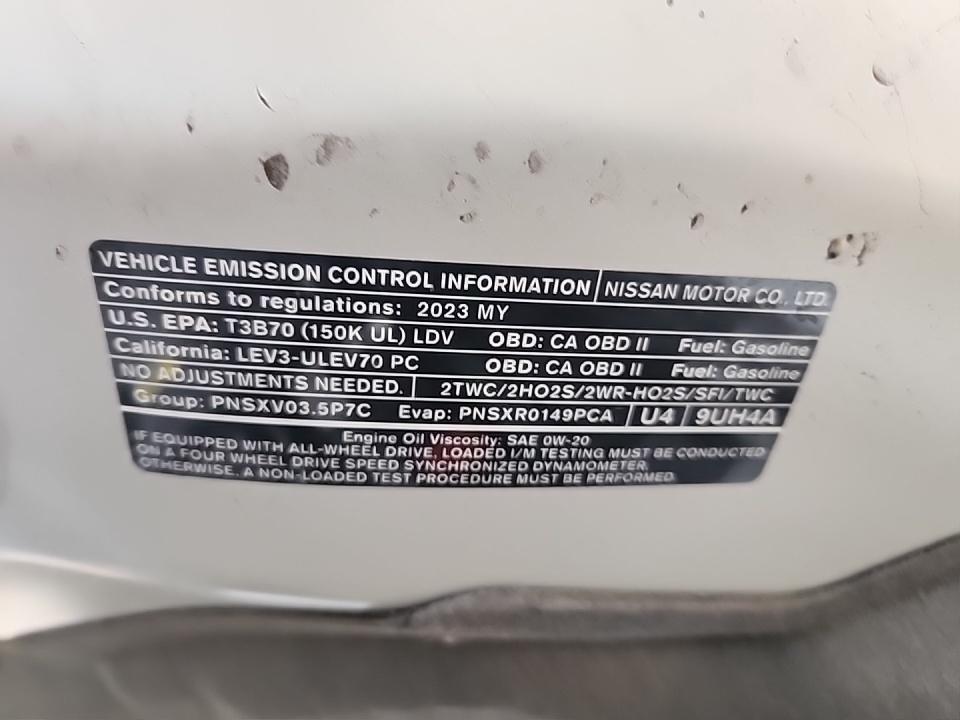 VEHICLE EMISSION CONTROL INFORMATION NISSAN MOTOR CO., LTD.
Conforms to regulations: 2023 MY
U.S. EPA: T3B70 (150K UL) LDV OBD: CA OBD II Fuel: Gasoline
California: LEV3-ULEV70 PC OBD: CA OBD II Fuel: Gasoline
NO ADJUSTMENTS NEEDED. 2TWC/2HO2S/2WR-HO2S/SFI/TWC
Group: PNSXV03.5P7C Evap: PNSXR0149PCA U4 9UH4A
Engine Oil Viscosity: SAE 0W-20
IF EQUIPPED WITH ALL-WHEEL DRIVE, LOADED I/M TESTING MUST BE CONDUCTED
ON A FOUR WHEEL DRIVE SPEED SYNCHRONIZED DYNAMOMETER.
OTHERWISE, A NON-LOADED TEST PROCEDURE MUST BE PERFORMED.